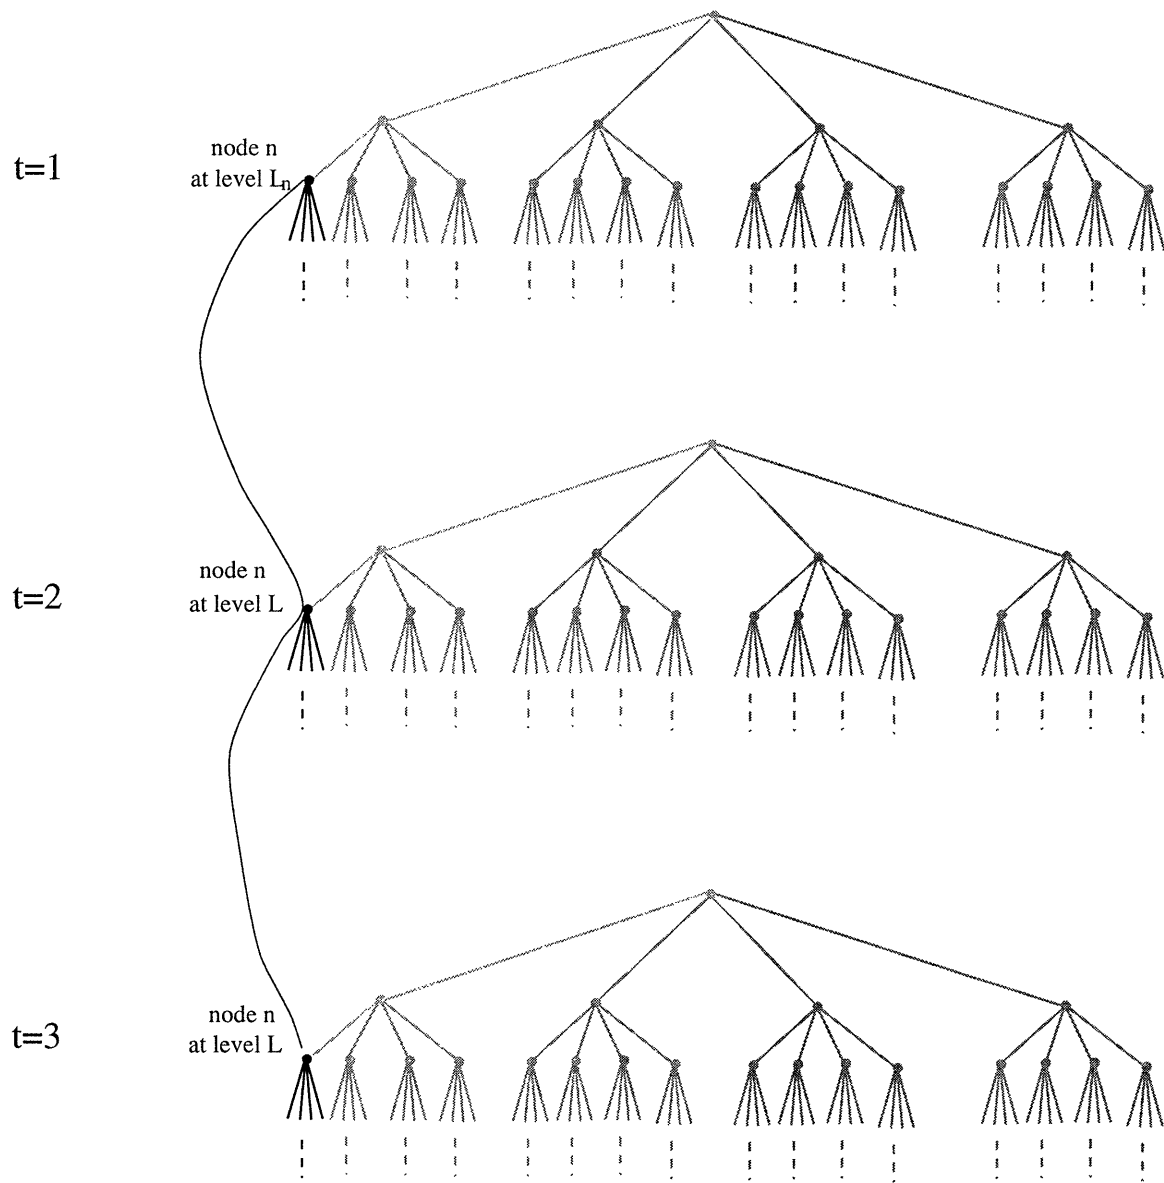 node n
t=1
at level Ln
node n
t=2
at level L
node n
t=3
at level L